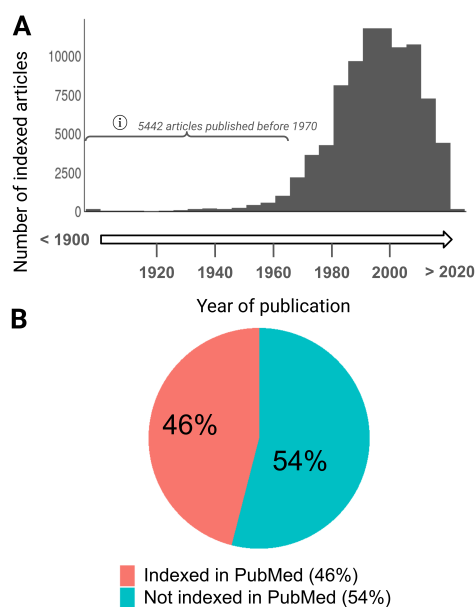 A
Number of indexed articles
10000
7500
5000
2500
0
i 5442 articles published before 1970
< 1900
1920 1940 1960 1980 2000 > 2020
Year of publication
B
46%
54%
Indexed in PubMed (46%)
Not indexed in PubMed (54%)